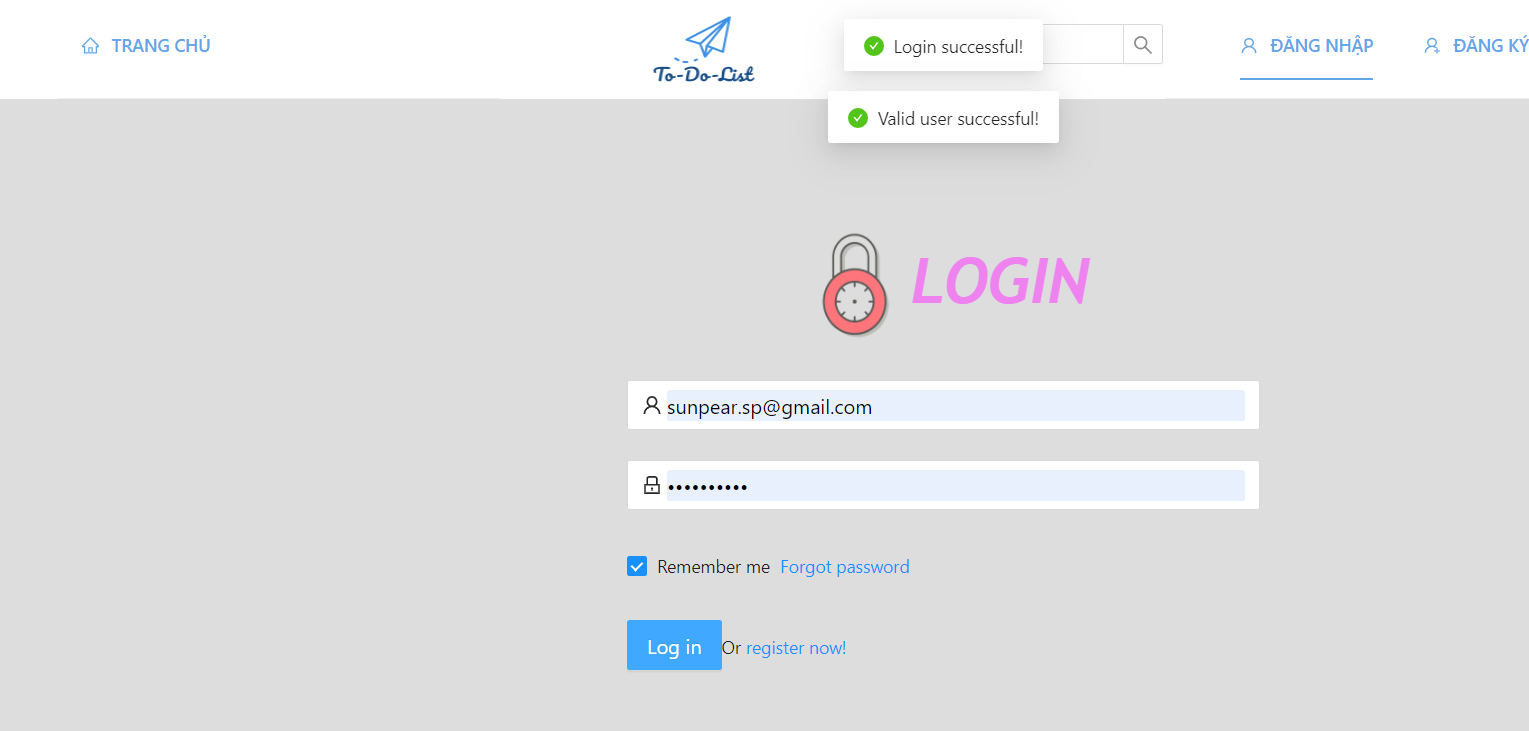 TRANG CHỦ
To-Do-List
Login successful!
ĐĂNG NHẬP
ĐĂNG KÝ
Valid user successful!
LOGIN
sunpear.sp@gmail.com
••••••••••
Remember me Forgot password
Log in Or register now!